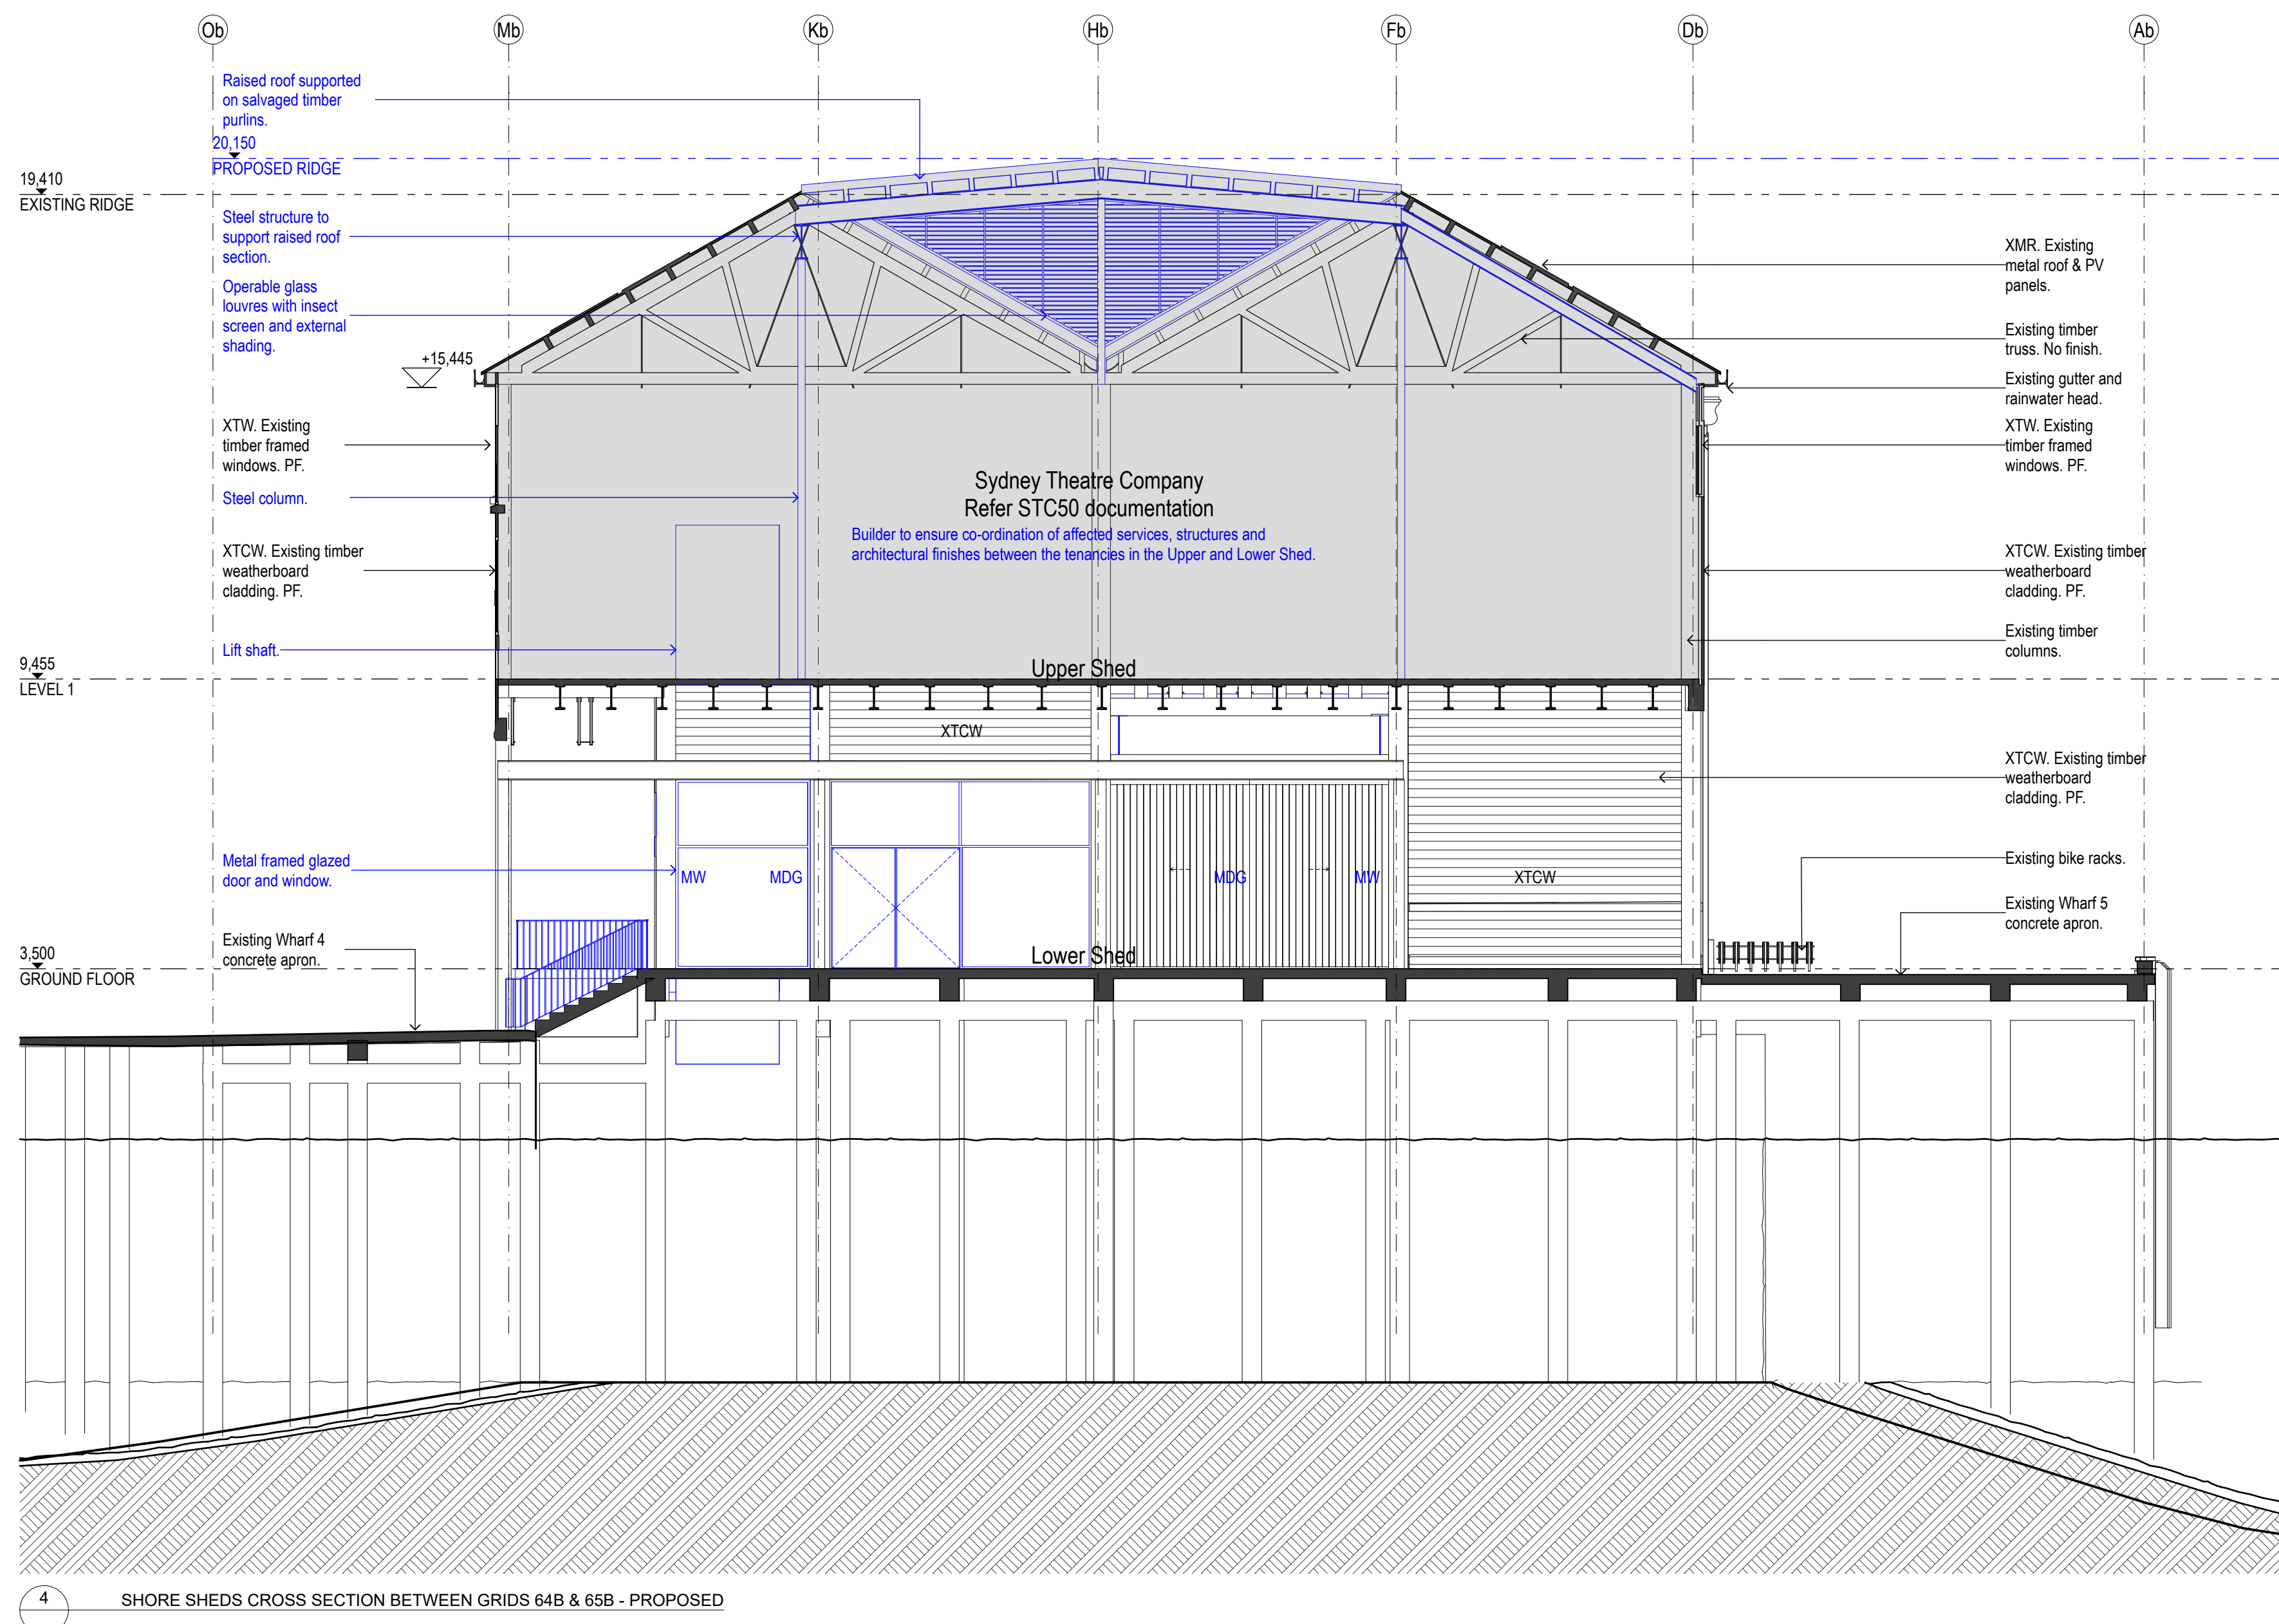 Ob
Mb
Kb
Hb
Fb
Db
Ab
Raised roof supported
on salvaged timber
purlins.
20,150
PROPOSED RIDGE
19,410
EXISTING RIDGE
Steel structure to
support raised roof
section.
Operable glass
louvres with insect
screen and external
shading.
+15,445
XTW. Existing
timber framed
windows. PF.
Steel column.
XTCW. Existing timber
weatherboard
cladding. PF.
Lift shaft.
9,455
LEVEL 1
Metal framed glazed
door and window.
Existing Wharf 4
concrete apron.
3,500
GROUND FLOOR
Sydney Theatre Company
Refer STC50 documentation
Builder to ensure co-ordination of affected services, structures and
architectural finishes between the tenancies in the Upper and Lower Shed.
Upper Shed
XTCW
MW
MDG
MDG
MW
XTCW
Lower Shed
XMR. Existing
metal roof & PV
panels.
Existing timber
truss. No finish.
Existing gutter and
rainwater head.
XTW. Existing
timber framed
windows. PF.
XTCW. Existing timber
weatherboard
cladding. PF.
Existing timber
columns.
XTCW. Existing timber
weatherboard
cladding. PF.
Existing bike racks.
Existing Wharf 5
concrete apron.
4
SHORE SHEDS CROSS SECTION BETWEEN GRIDS 64B & 65B - PROPOSED